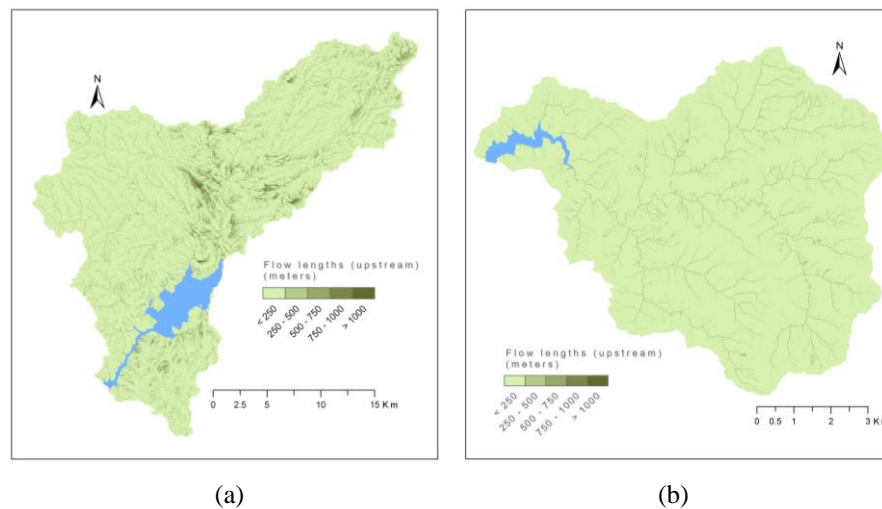 N
Flow lengths (upstream)
(meters)
< 250
250 - 500
500 - 750
750 - 1000
> 1000
0 2.5 5 10 15 Km
(a)
N
Flow lengths (upstream)
(meters)
< 250
250 - 500
500 - 750
750 - 1000
> 1000
0 0.5 1 2 3 K
(b)